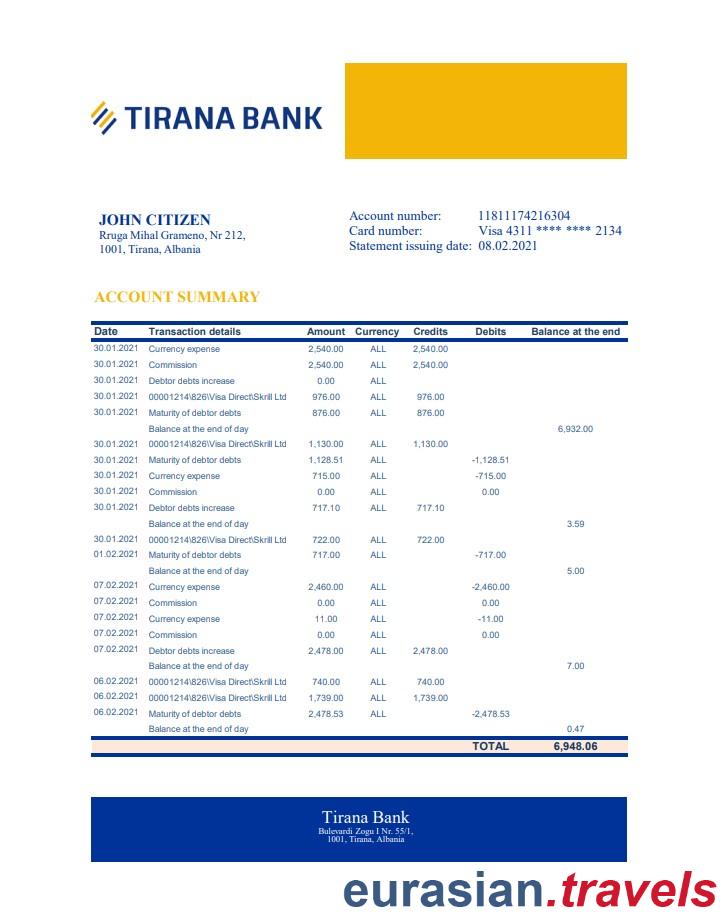 TIRANA BANK
JOHN CITIZEN
Rruga Mihal Grameno, Nr 212,
1001, Tirana, Albania
Account number: 11811174216304
Card number: Visa 4311 **** **** 2134
Statement issuing date: 08.02.2021
ACCOUNT SUMMARY
Date Transaction details Amount Currency Credits Debits Balance at the end
30.01.2021 Currency expense 2,540.00 ALL 2,540.00
30.01.2021 Commission 2,540.00 ALL 2,540.00
30.01.2021 Debtor debts increase 0.00 ALL
30.01.2021 00001214\826\Visa Direct\Skrill Ltd 976.00 ALL 976.00
30.01.2021 Maturity of debtor debts 876.00 ALL 876.00
Balance at the end of day 6,932.00
30.01.2021 00001214\826\Visa Direct\Skrill Ltd 1,130.00 ALL 1,130.00
30.01.2021 Maturity of debtor debts 1,128.51 ALL -1,128.51
30.01.2021 Currency expense 715.00 ALL -715.00
30.01.2021 Commission 0.00 ALL 0.00
30.01.2021 Debtor debts increase 717.10 ALL 717.10
Balance at the end of day 3.59
30.01.2021 00001214\826\Visa Direct\Skrill Ltd 722.00 ALL 722.00
01.02.2021 Maturity of debtor debts 717.00 ALL -717.00
Balance at the end of day 5.00
07.02.2021 Currency expense 2,460.00 ALL -2,460.00
07.02.2021 Commission 0.00 ALL 0.00
07.02.2021 Currency expense 11.00 ALL -11.00
07.02.2021 Commission 0.00 ALL 0.00
07.02.2021 Debtor debts increase 2,478.00 ALL 2,478.00
Balance at the end of day 7.00
06.02.2021 00001214\826\Visa Direct\Skrill Ltd 740.00 ALL 740.00
06.02.2021 00001214\826\Visa Direct\Skrill Ltd 1,739.00 ALL 1,739.00
06.02.2021 Maturity of debtor debts 2,478.53 ALL -2,478.53
Balance at the end of day 0.47
TOTAL 6,948.06
Tirana Bank
Bulevardi Zogu I Nr. 55/1,
1001, Tirana, Albania
eurasian.travels